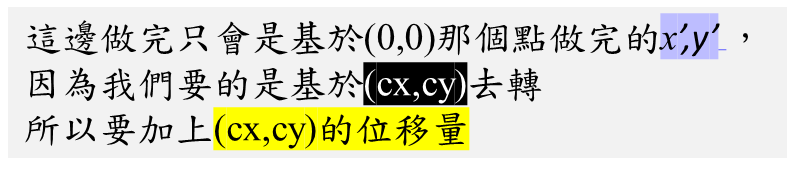 這邊做完只會是基於(0,0)那個點做完的x′,y′ ，
因為我們要的是基於(cx,cy)去轉
所以要加上(cx,cy)的位移量